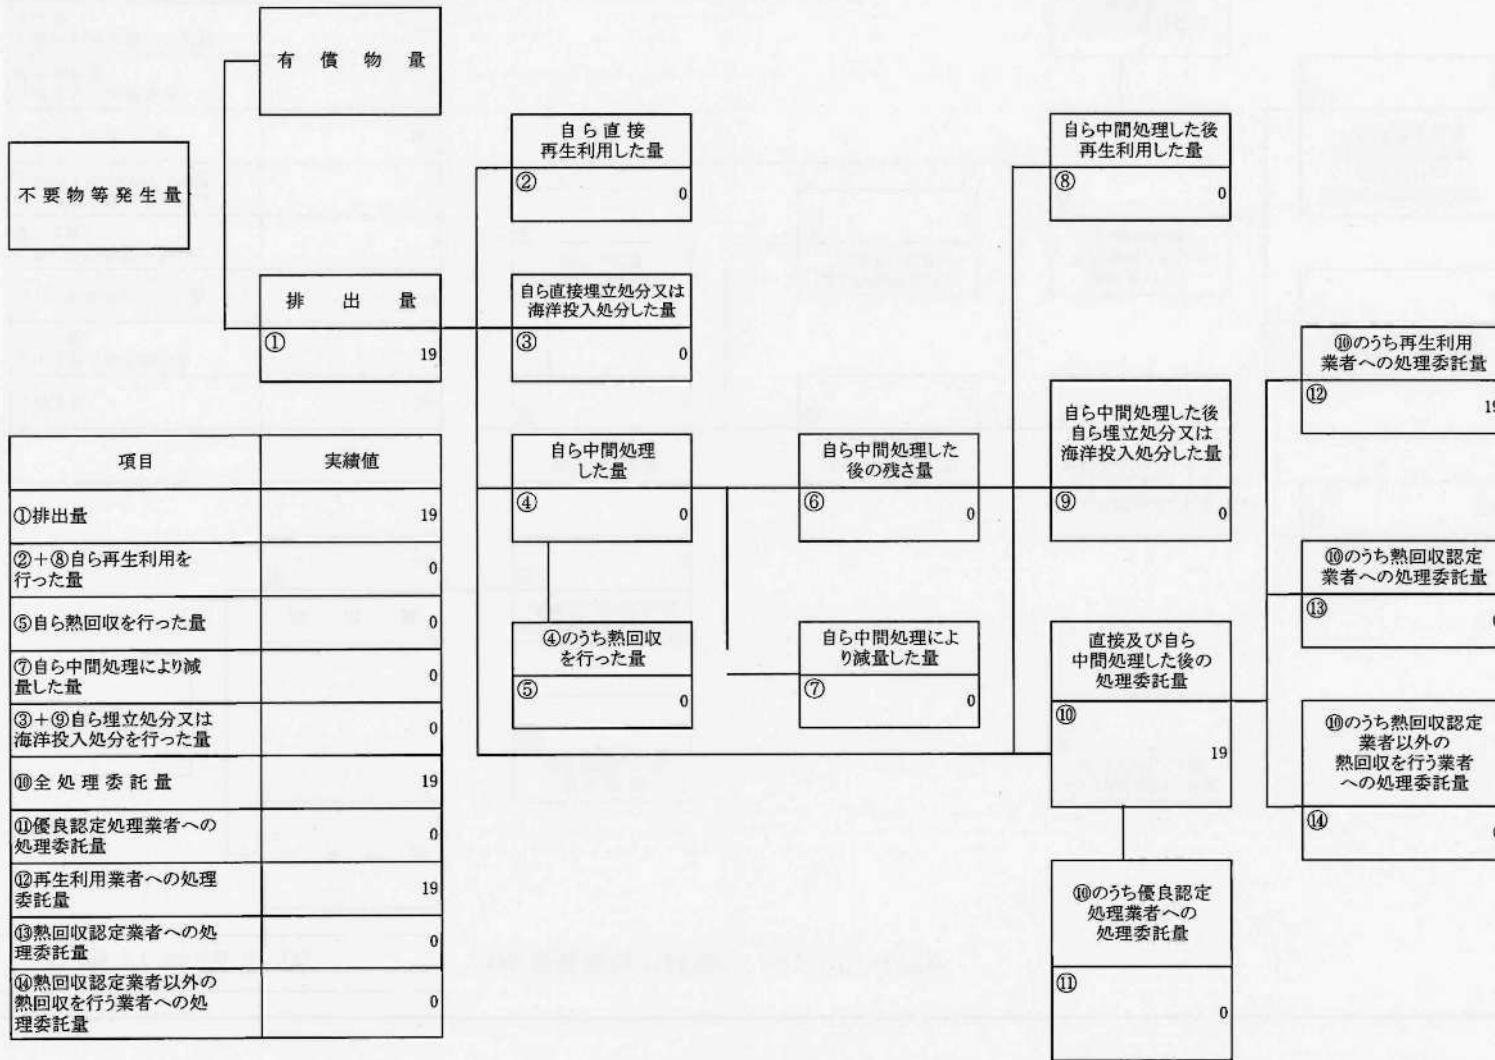 有償物量
不要物等発生量
排出量
①
19
自ら直接
再生利用した量
②
0
自ら直接埋立処分又は
海洋投入処分した量
③
0
自ら中間処理
した量
④
0
④のうち熱回収
を行った量
⑤
0
自ら中間処理した
後の残さ量
⑥
0
自ら中間処理によ
り減量した量
⑦
0
自ら中間処理した後
再生利用した量
⑧
0
自ら中間処理した後
自ら埋立処分又は
海洋投入処分した量
⑨
0
直接及び自ら
中間処理した後の
処理委託量
⑩
19
⑩のうち優良認定
処理業者への
処理委託量
⑪
0
⑩のうち再生利用
業者への処理委託量
⑫
19
⑩のうち熱回収認定
業者への処理委託量
⑬
0
⑩のうち熱回収認定
業者以外の
熱回収を行う業者
への処理委託量
⑭
0
項目 実績値
①排出量 19
②+⑧自ら再生利用を
行った量 0
⑤自ら熱回収を行った量 0
⑦自ら中間処理により減
量した量 0
③+⑨自ら埋立処分又は
海洋投入処分を行った量 0
⑩全処理委託量 19
⑪優良認定処理業者への
処理委託量 0
⑫再生利用業者への処理
委託量 19
⑬熱回収認定業者への処
理委託量 0
⑭熱回収認定業者以外の
熱回収を行う業者への処
理委託量 0